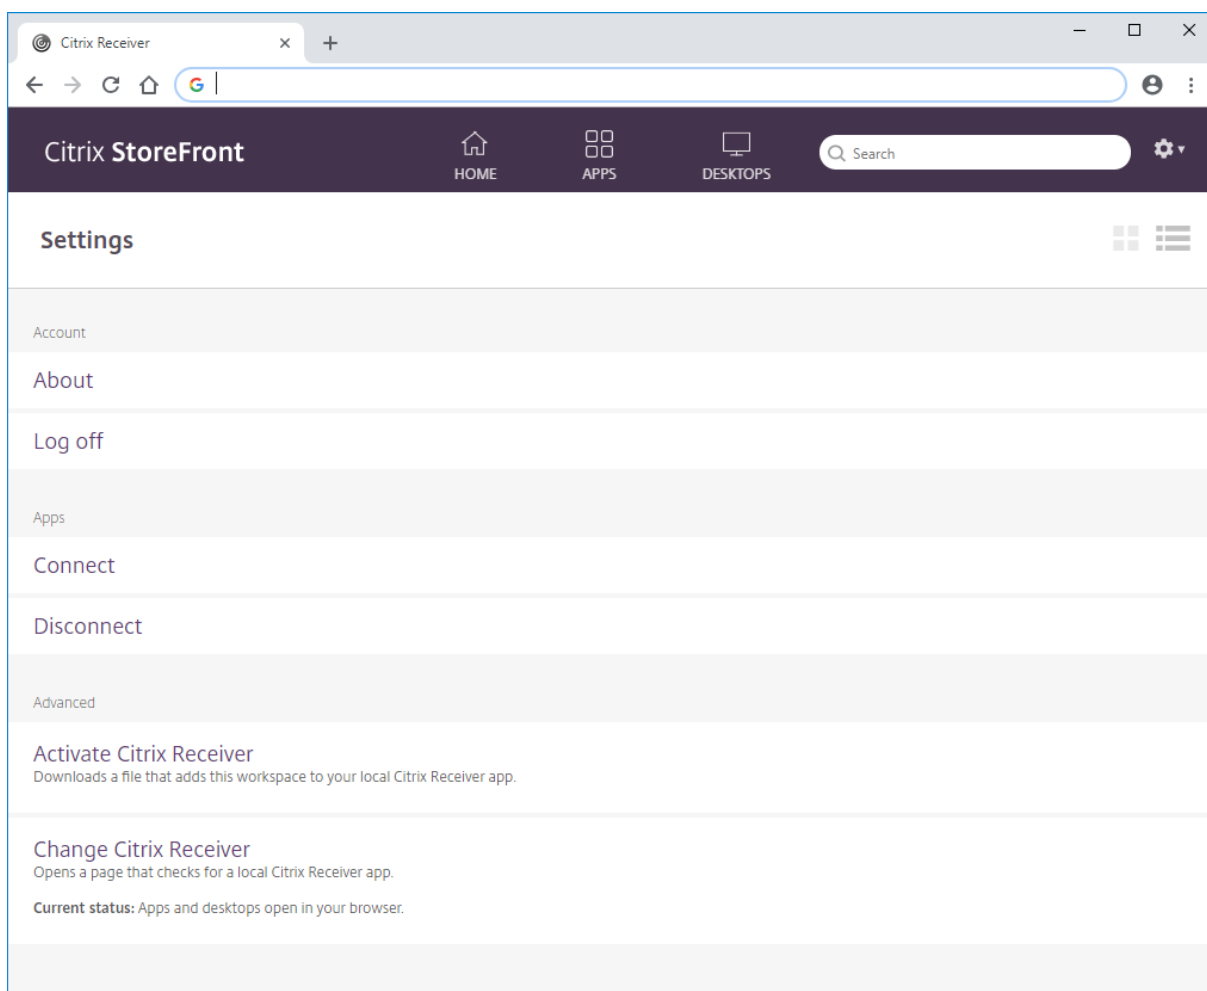 Citrix Receiver
Citrix StoreFront
HOME
APPS
DESKTOPS
Search
Settings
Account
About
Log off
Apps
Connect
Disconnect
Advanced
Activate Citrix Receiver
Downloads a file that adds this workspace to your local Citrix Receiver app.
Change Citrix Receiver
Opens a page that checks for a local Citrix Receiver app.
Current status: Apps and desktops open in your browser.